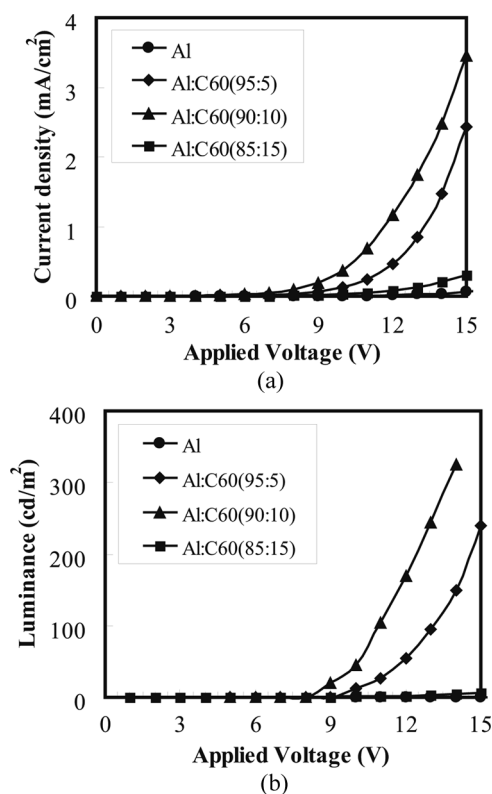 4
3
2
1
0
Current density (mA/cm²)
Al
Al:C60(95:5)
Al:C60(90:10)
Al:C60(85:15)
0 3 6 9 12 15
Applied Voltage (V)
(a)
400
300
200
100
0
Luminance (cd/m²)
Al
Al:C60(95:5)
Al:C60(90:10)
Al:C60(85:15)
0 3 6 9 12 15
Applied Voltage (V)
(b)